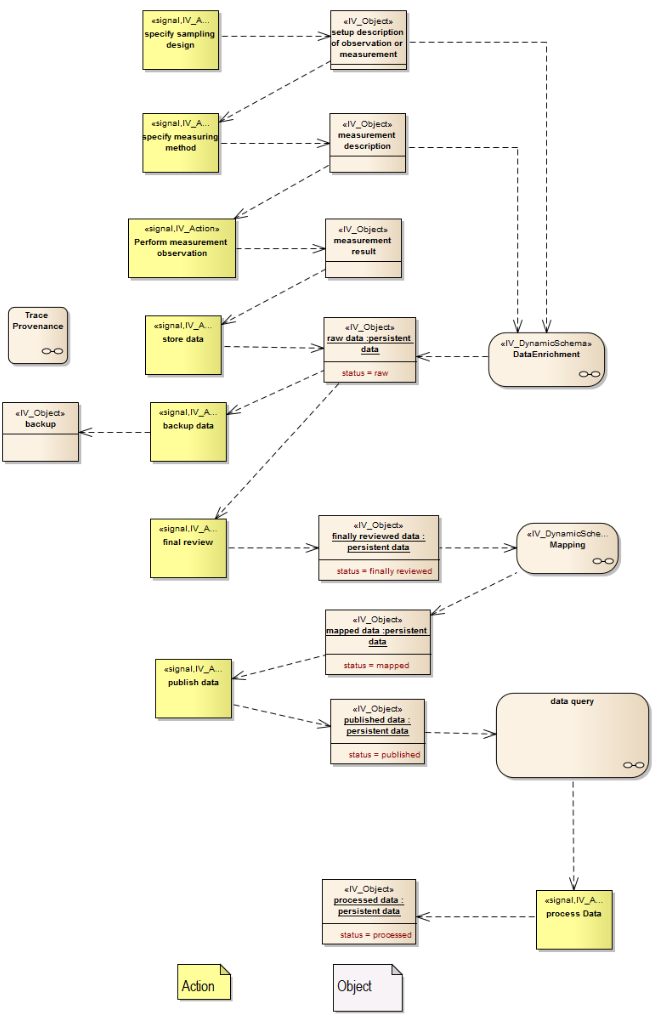 «signal,IV_A...
specify sampling
design
«IV_Object»
setup description
of observation or
measurement
«signal,IV_A...
specify measuring
method
«IV_Object»
measurement
description
«signal,IV_Action»
Perform measurement
observation
«IV_Object»
measurement
result
Trace
Provenance
«signal,IV_A...
store data
«IV_Object»
raw data :persistent
data
status = raw
«IV_DynamicSchema»
DataEnrichment
«IV_Object»
backup
«signal,IV_A...
backup data
«signal,IV_A...
final review
«IV_Object»
finally reviewed data :
persistent data
status = finally reviewed
«IV_DynamicSche...
Mapping
«IV_Object»
mapped data :persistent
data
status = mapped
«signal,IV_A...
publish data
«IV_Object»
published data :
persistent data
status = published
data query
«IV_Object»
processed data :
persistent data
status = processed
«signal,IV_A...
process Data
Action
Object